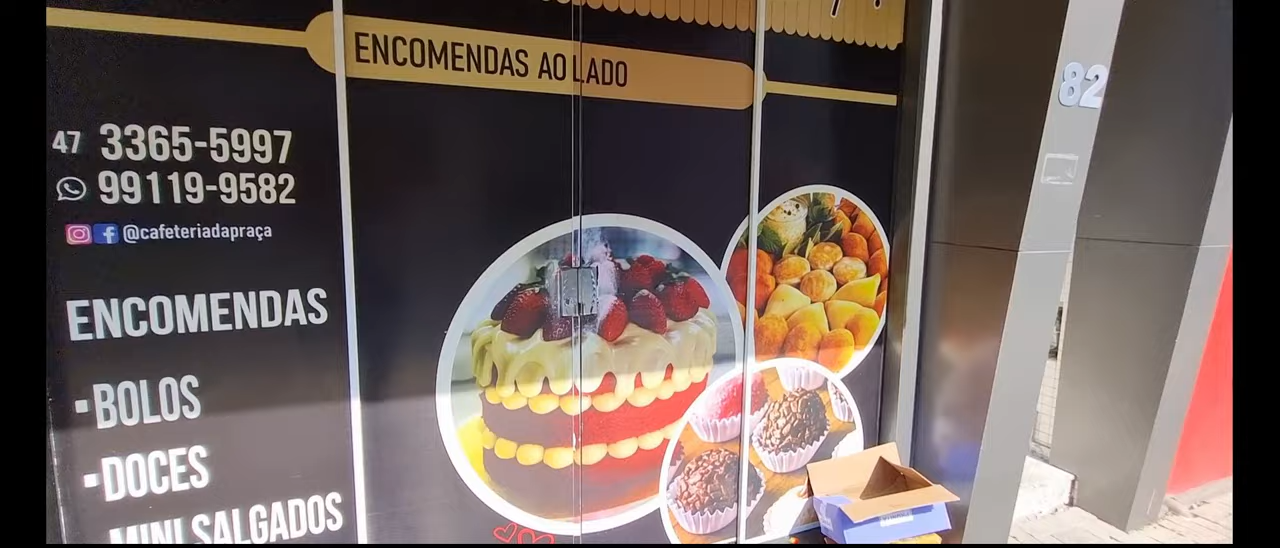 ENCOMENDAS AO LADO
47 3365-5997
99119-9582
@cafeteriadapraça
ENCOMENDAS
▪BOLOS
▪DOCES
MINI SALGADOS
82